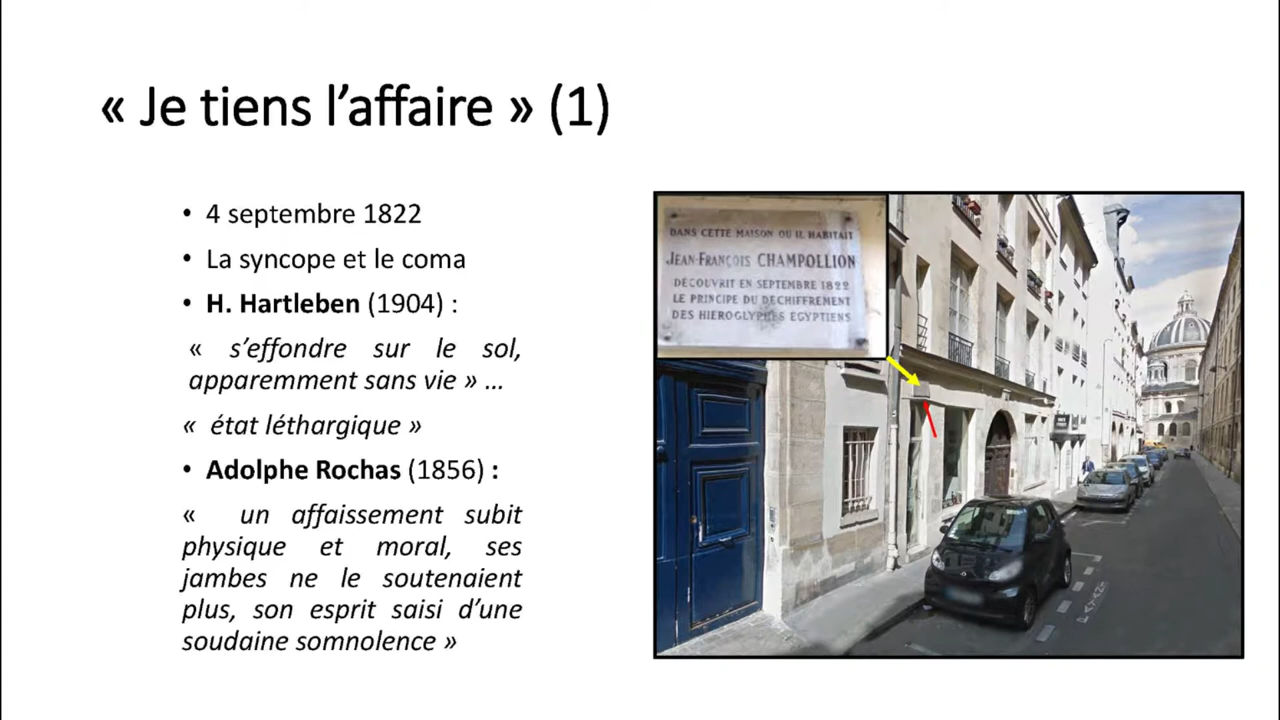 « Je tiens l’affaire » (1)
• 4 septembre 1822
• La syncope et le coma
• H. Hartleben (1904) :
« s’effondre sur le sol,
apparemment sans vie » …
« état léthargique »
• Adolphe Rochas (1856) :
« un affaissement subit
physique et moral, ses
jambes ne le soutenaient
plus, son esprit saisi d’une
soudaine somnolence »
DANS CETTE MAISON OU IL HABITAIT
JEAN-FRANÇOIS CHAMPOLLION
DÉCOUVRIT EN SEPTEMBRE 1822
LE PRINCIPE DU DÉCHIFFREMENT
DES HIÉROGLYPHES ÉGYPTIENS